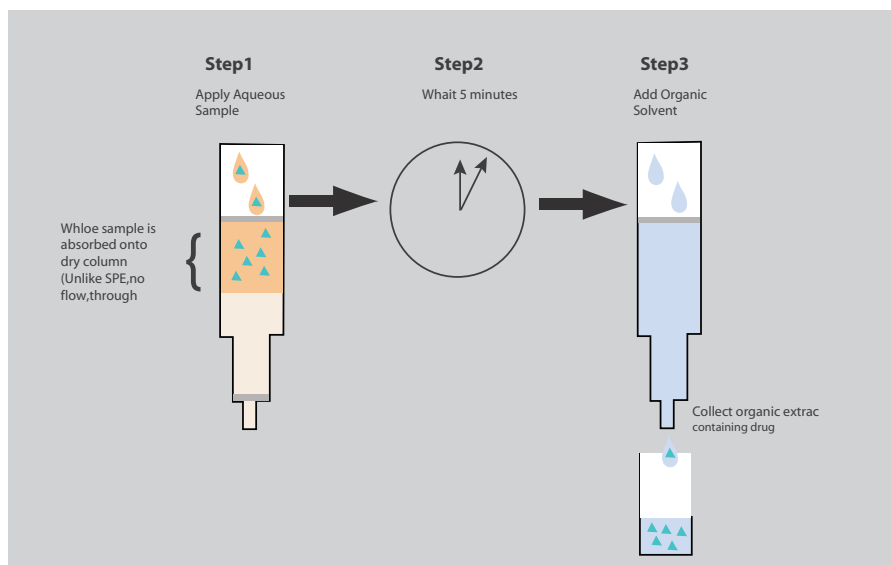 Step1
Apply Aqueous
Sample
Step2
Whait 5 minutes
Step3
Add Organic
Solvent
Whloe sample is
absorbed onto
dry column
(Unlike SPE,no
flow,through
Collect organic extrac
containing drug